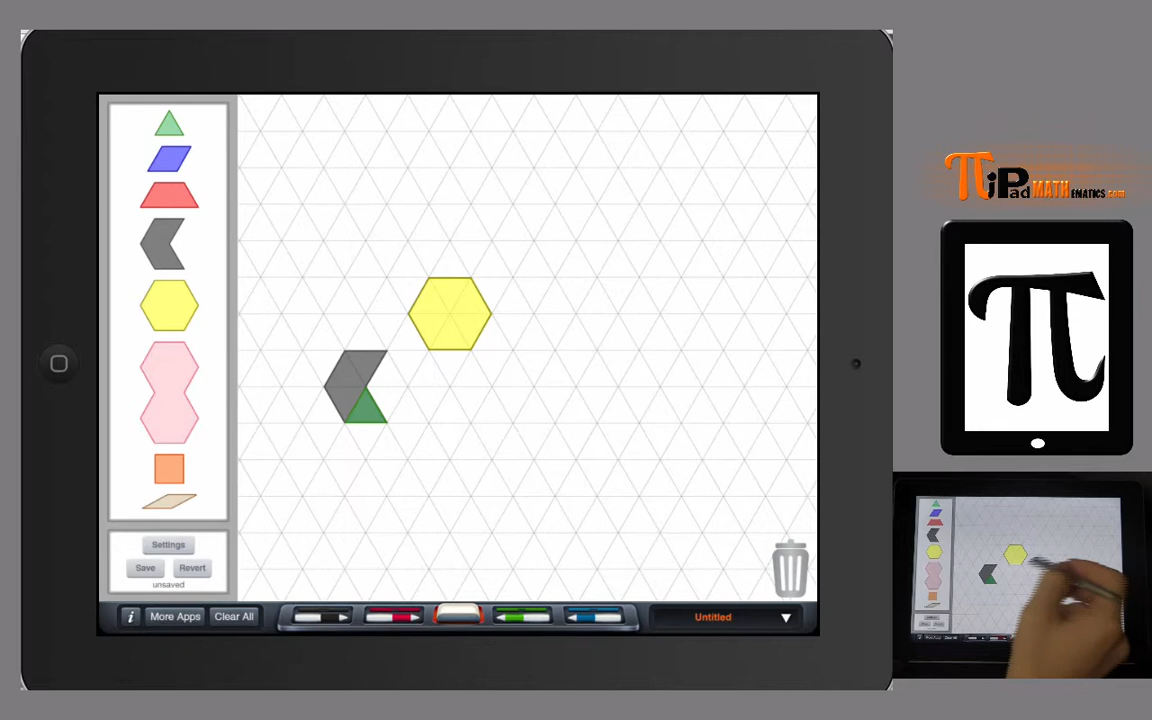 Settings
Save Revert
unsaved
i More Apps Clear All
Untitled
π iPad MATHEMATICS.com
π